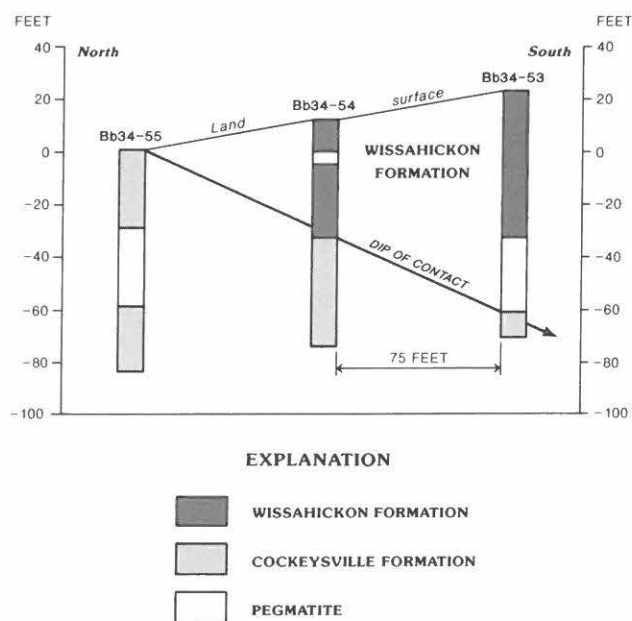 FEET
FEET
North
South
40
40
Bb34-53
20
Bb34-54
surface
20
Land
Bb34-55
0
WISSAHICKON
0
FORMATION
-20
-20
-40
DIP OF CONTACT
-40
-60
-60
75 FEET
-80
-80
-100
-100
EXPLANATION
WISSAHICKON FORMATION
COCKEYSVILLE FORMATION
PEGMATITE